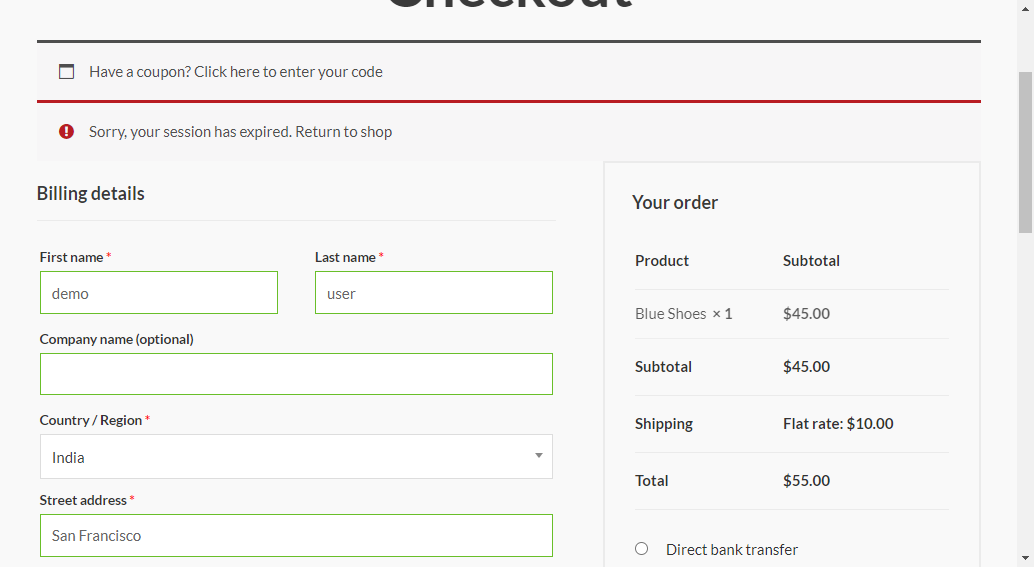 Checkout
Have a coupon? Click here to enter your code
Sorry, your session has expired. Return to shop
Billing details
First name *
Last name *
demo
user
Company name (optional)
Country / Region *
India
Street address *
San Francisco
Your order
Product Subtotal
Blue Shoes × 1 $45.00
Subtotal $45.00
Shipping Flat rate: $10.00
Total $55.00
Direct bank transfer